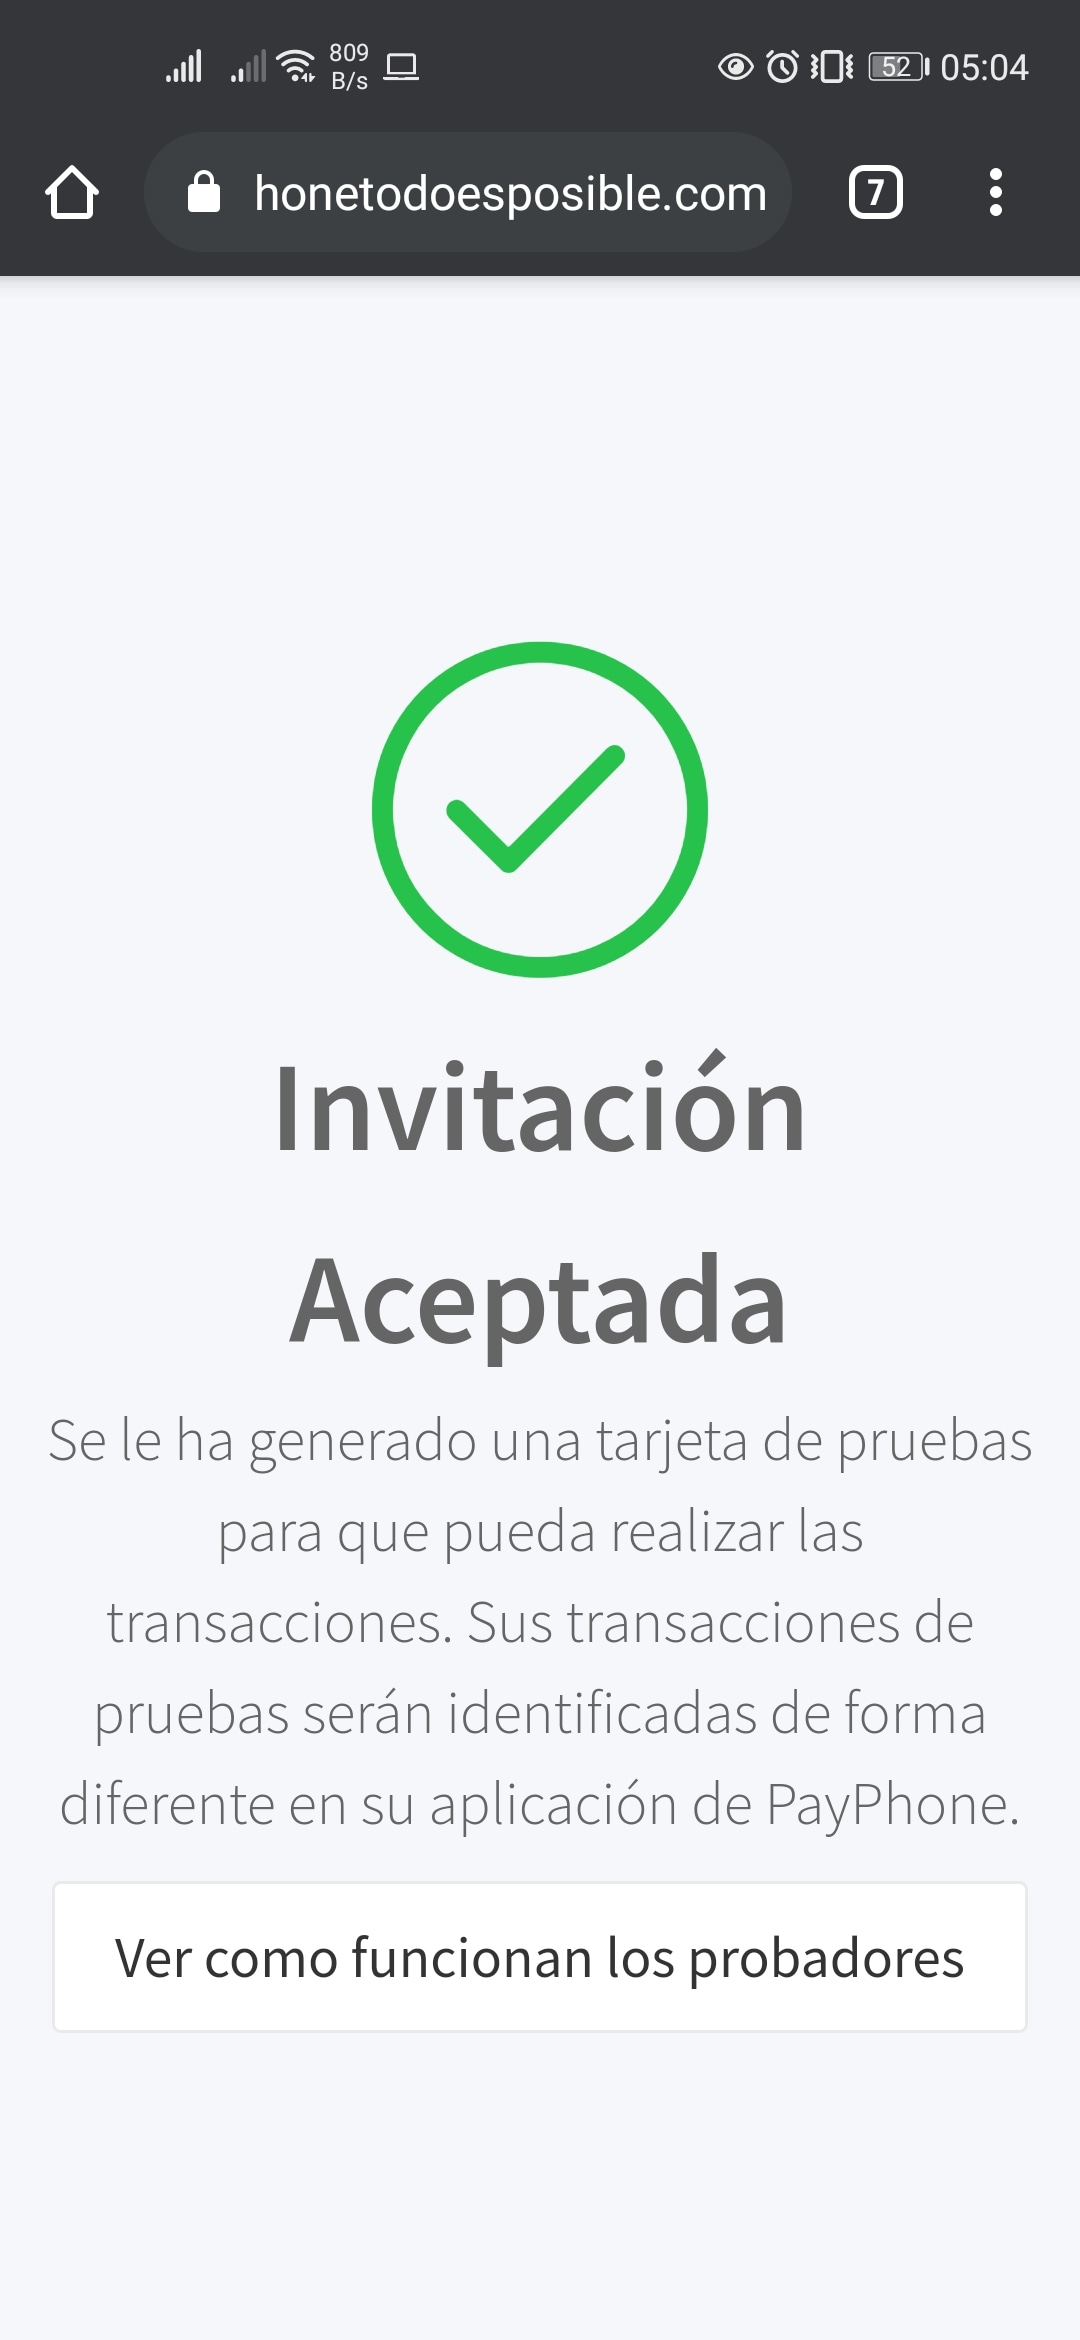 809
B/s
52
05:04
honetodoesposible.com
7
Invitación
Aceptada
Se le ha generado una tarjeta de pruebas
para que pueda realizar las
transacciones. Sus transacciones de
pruebas serán identificadas de forma
diferente en su aplicación de PayPhone.
Ver como funcionan los probadores